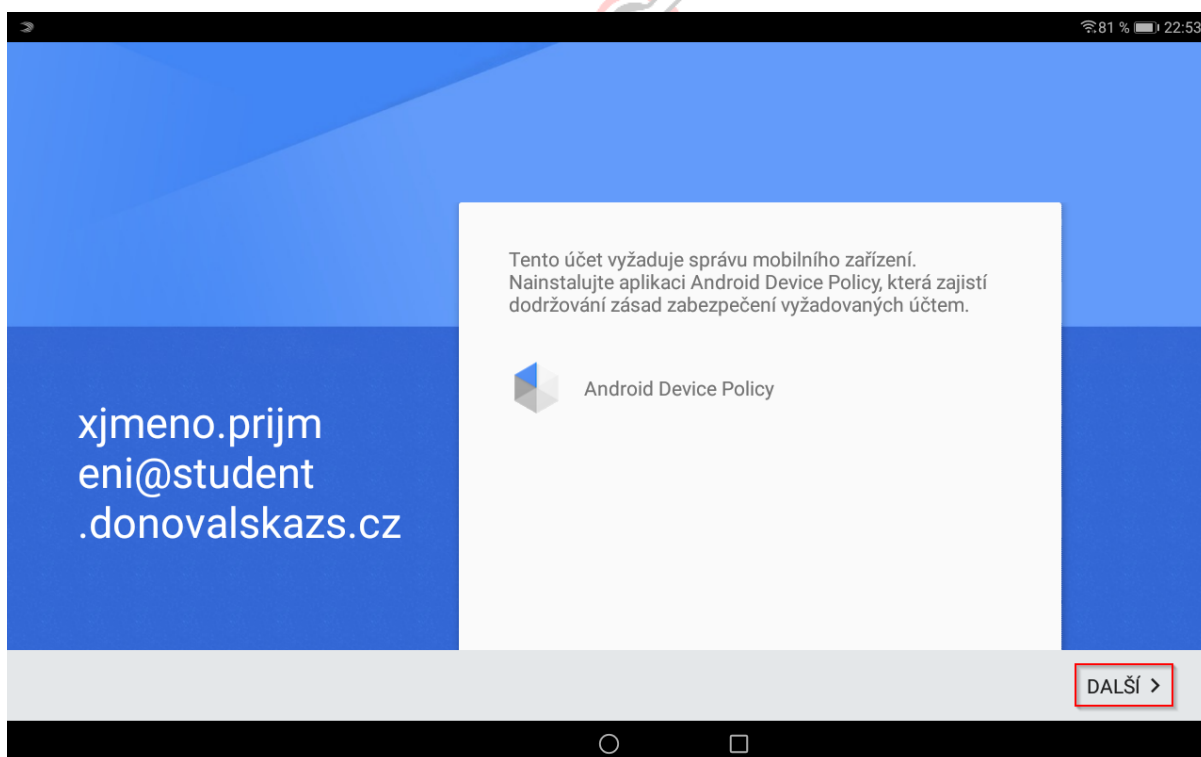 81 % 22:53
Tento účet vyžaduje správu mobilního zařízení.
Nainstalujte aplikaci Android Device Policy, která zajistí
dodržování zásad zabezpečení vyžadovaných účtem.
Android Device Policy
xjmeno.prijm
eni@student
.donovalskazs.cz
DALŠÍ